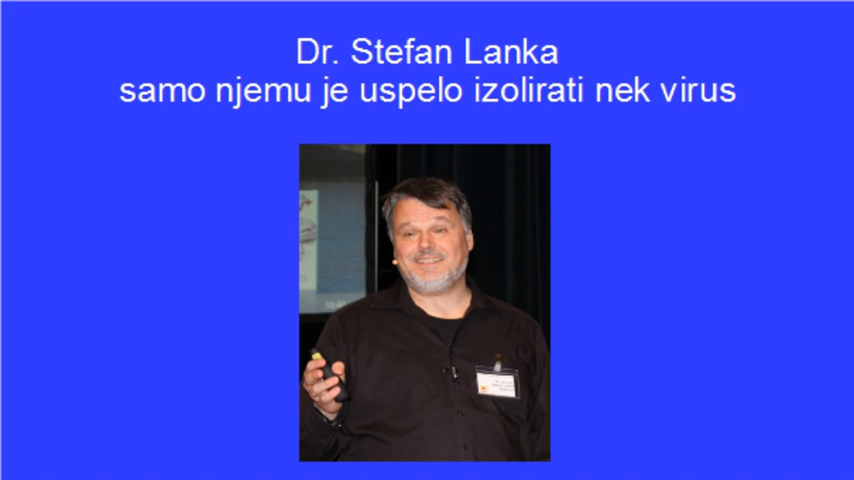 Dr. Stefan Lanka
samo njemu je uspelo izolirati nek virus